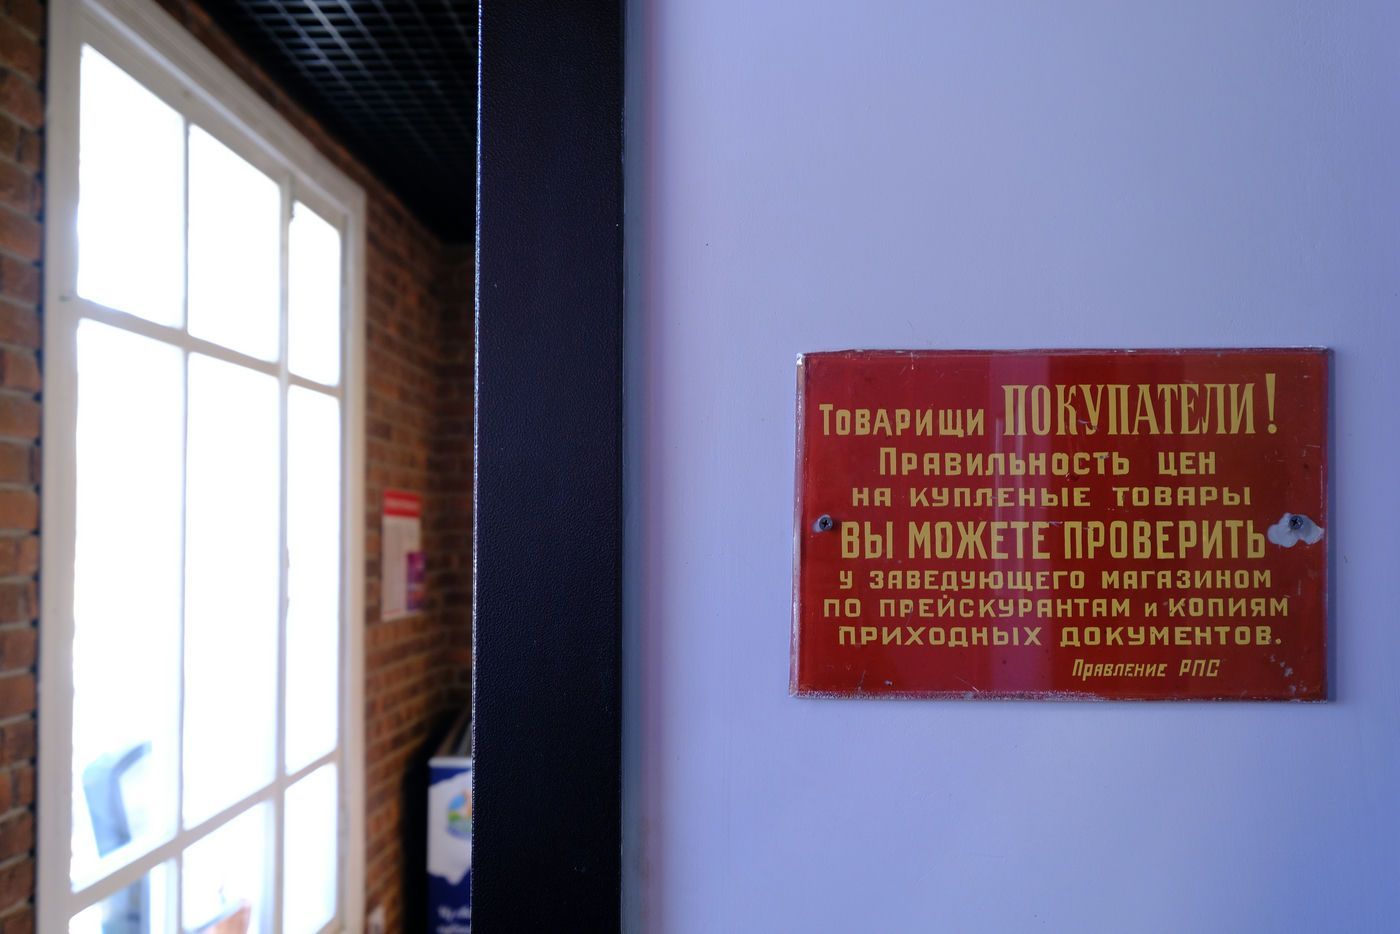 Товарищи ПОКУПАТЕЛИ!
Правильность цен
на купленые товары
ВЫ МОЖЕТЕ ПРОВЕРИТЬ
у заведующего магазином
по прейскурантам и копиям
приходных документов.
Правление РПС